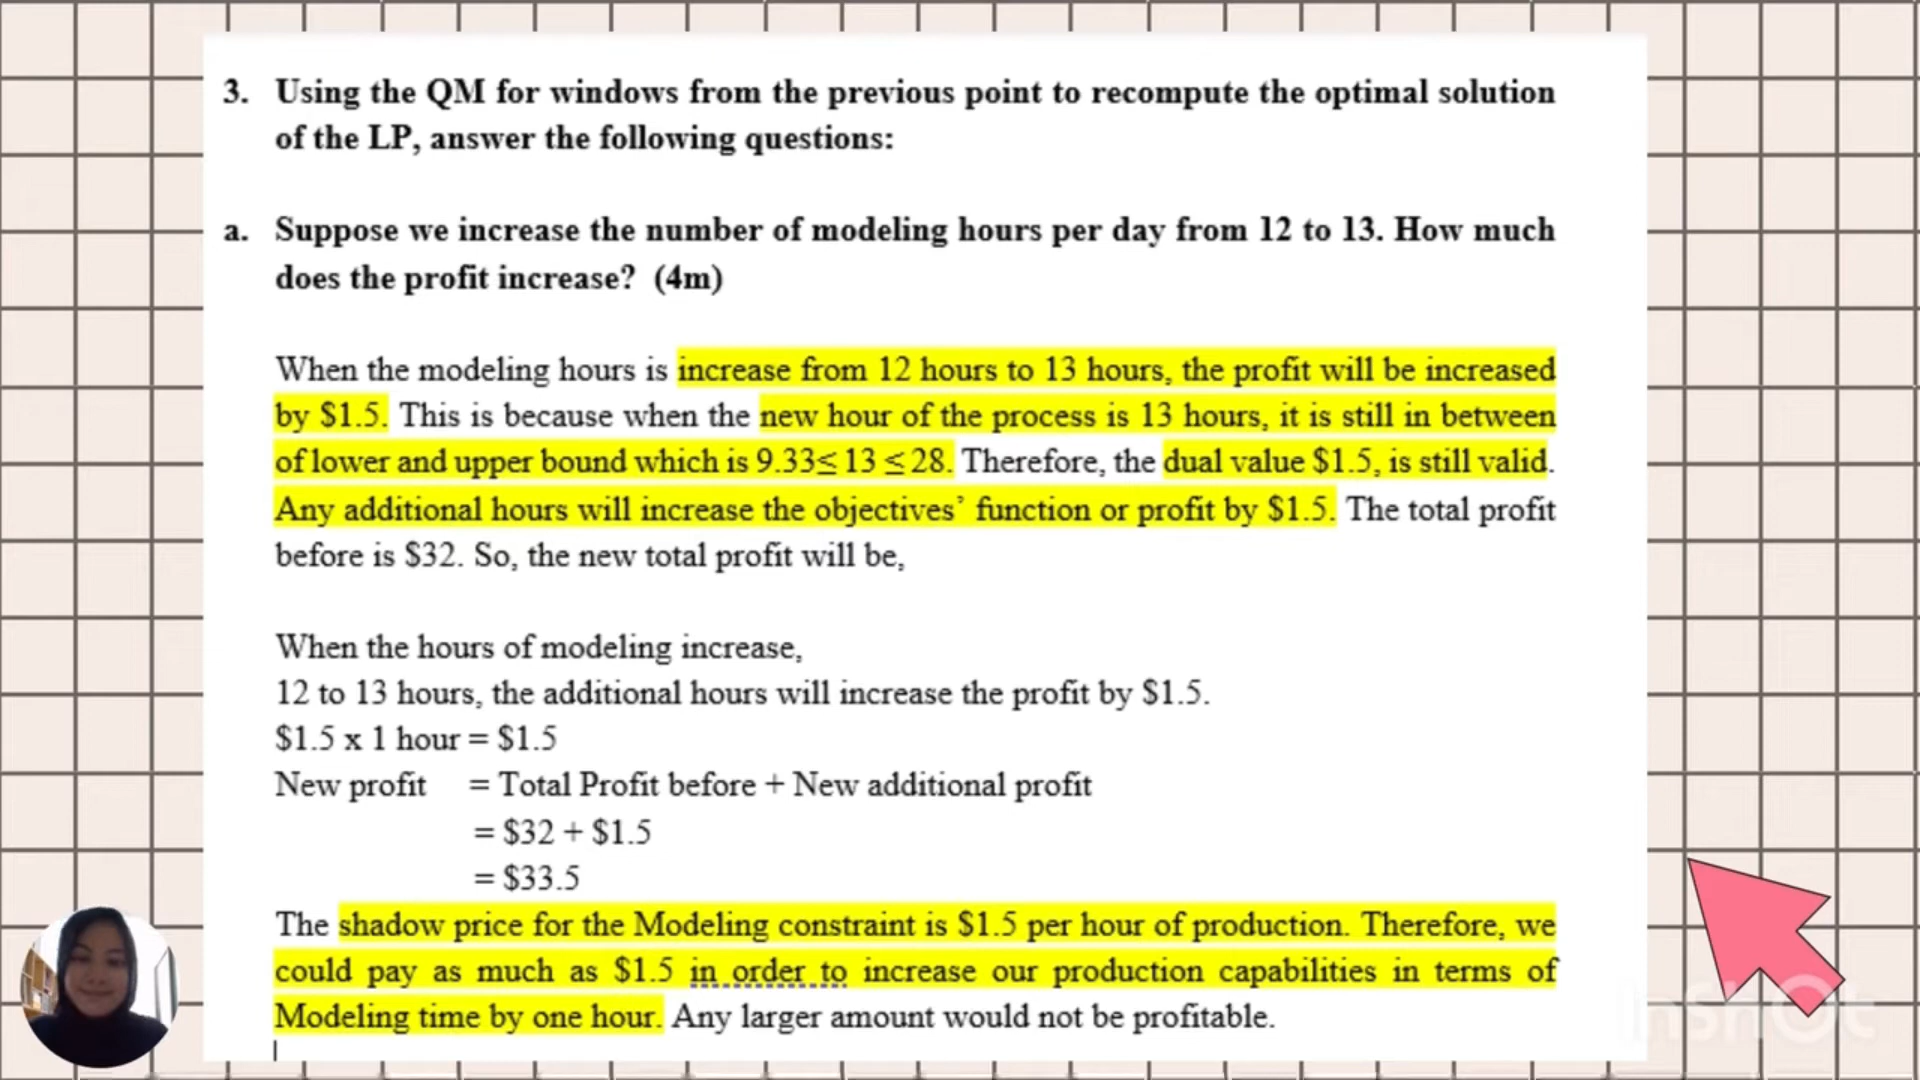 3. Using the QM for windows from the previous point to recompute the optimal solution
of the LP, answer the following questions:
a. Suppose we increase the number of modeling hours per day from 12 to 13. How much
does the profit increase? (4m)
When the modeling hours is increase from 12 hours to 13 hours, the profit will be increased
by $1.5. This is because when the new hour of the process is 13 hours, it is still in between
of lower and upper bound which is 9.33≤ 13 ≤ 28. Therefore, the dual value $1.5, is still valid.
Any additional hours will increase the objectives’ function or profit by $1.5. The total profit
before is $32. So, the new total profit will be,
When the hours of modeling increase,
12 to 13 hours, the additional hours will increase the profit by $1.5.
$1.5 x 1 hour = $1.5
New profit = Total Profit before + New additional profit
= $32 + $1.5
= $33.5
The shadow price for the Modeling constraint is $1.5 per hour of production. Therefore, we
could pay as much as $1.5 in order to increase our production capabilities in terms of
Modeling time by one hour. Any larger amount would not be profitable.
InShOt